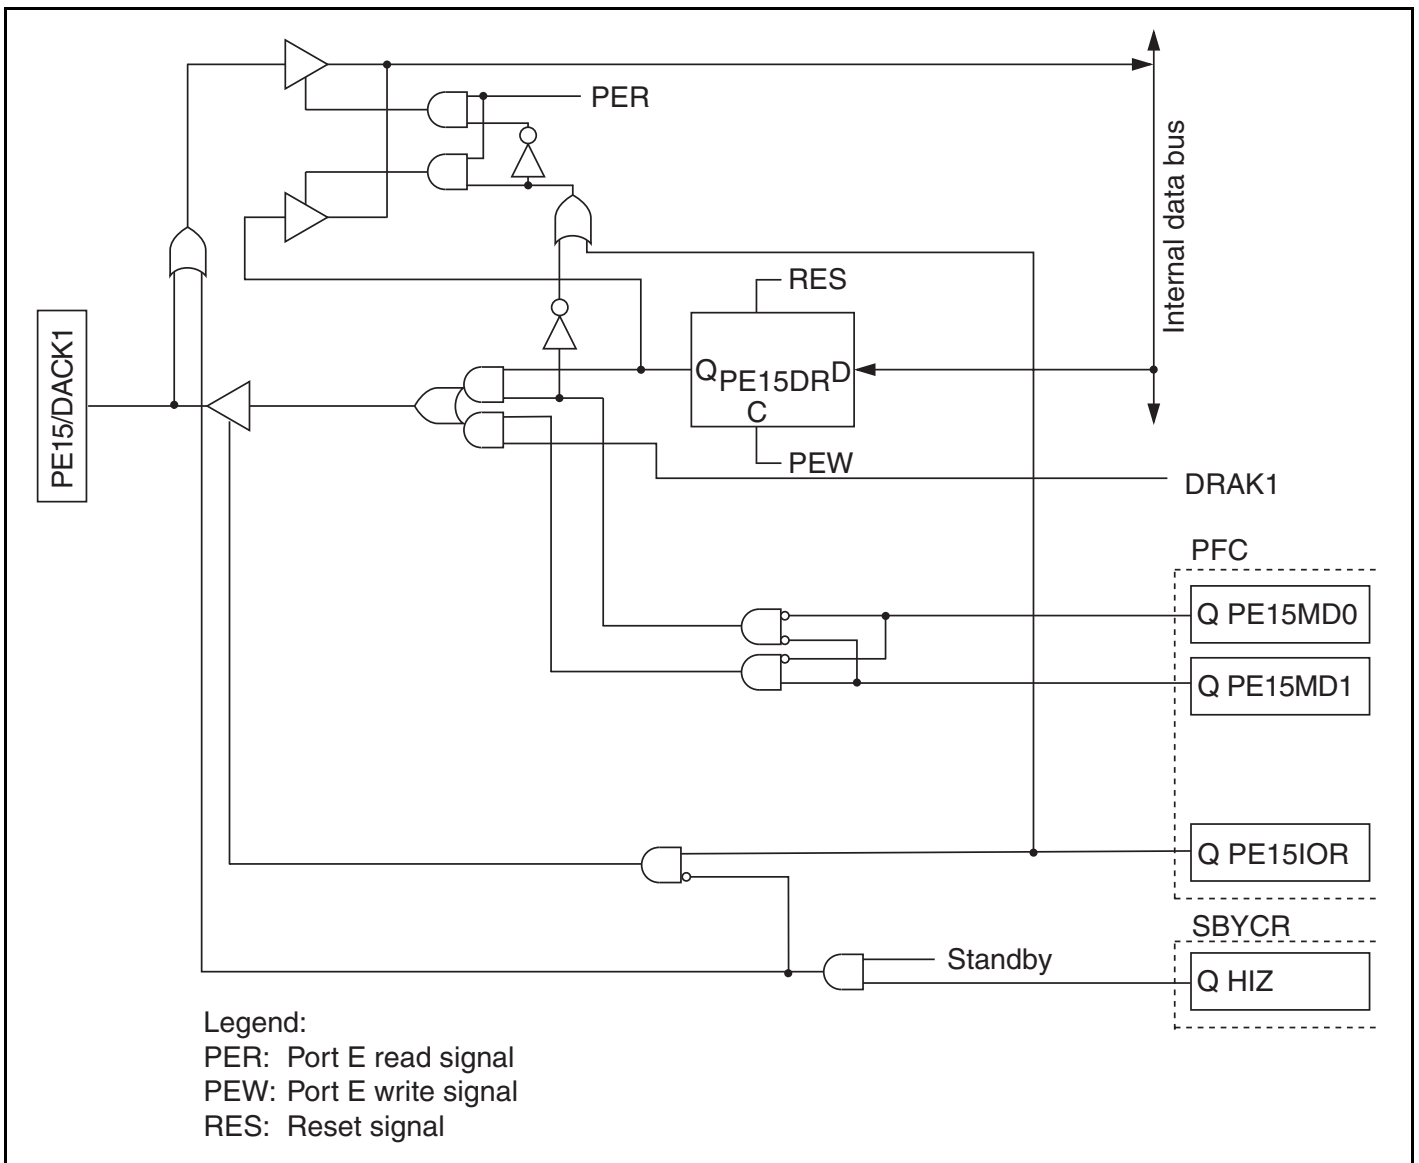 PER
Internal data bus
RES
PE15/DACK1
Q PE15DR D
C
PEW
DRAK1
PFC
Q PE15MD0
Q PE15MD1
Q PE15IOR
SBYCR
Standby
Q HIZ
Legend:
PER: Port E read signal
PEW: Port E write signal
RES: Reset signal